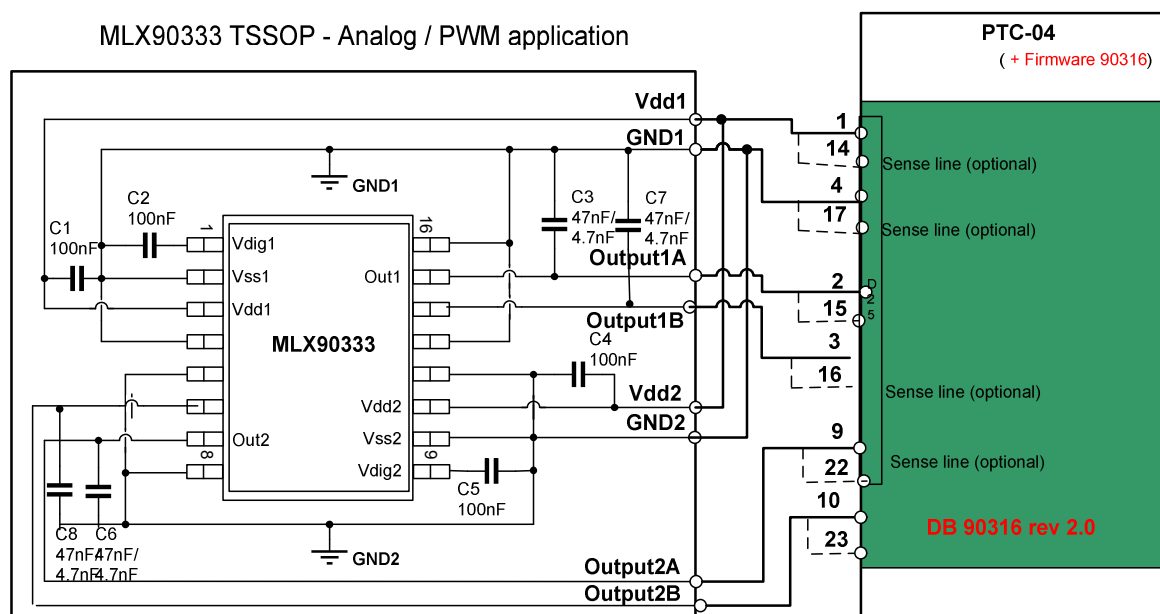 MLX90333 TSSOP - Analog / PWM application
PTC-04
( + Firmware 90316)
Vdd1
GND1
1
14
Sense line (optional)
4
17
Sense line (optional)
GND1
C2
100nF
C1
100nF
C3
47nF/
4.7nF
C7
47nF/
4.7nF
1
16
Vdig1
Vss1
Out1
Vdd1
MLX90333
Output1A
Output1B
2
15
D
2
5
3
16
Sense line (optional)
C4
100nF
Vdd2
GND2
Vdd2
Out2
Vss2
8
9
Vdig2
C5
100nF
9
22
Sense line (optional)
10
23
DB 90316 rev 2.0
C8
47nF/
4.7nF
C6
47nF/
4.7nF
GND2
Output2A
Output2B